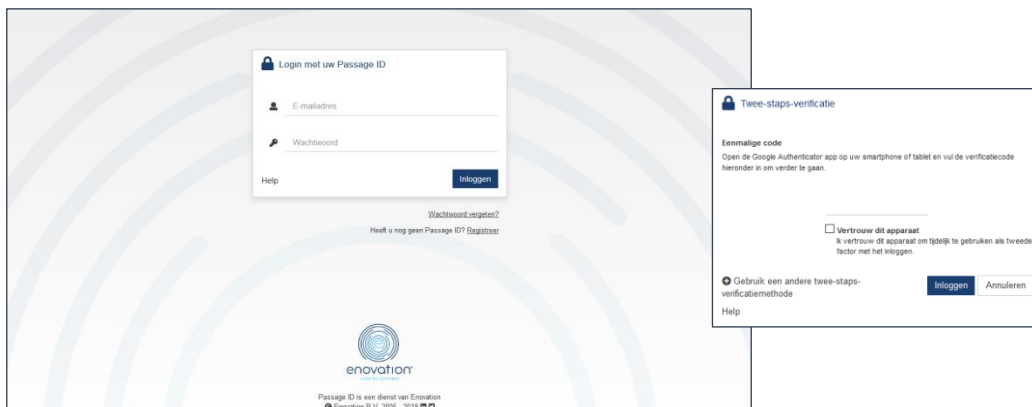 Login met uw Passage ID
E-mailadres
Wachtwoord
Help
Inloggen
Wachtwoord vergeten?
Heeft u nog geen Passage ID? Registreer
enovation
Passage ID is een dienst van Enovation
Enovation B.V. 2005 - 2018
Twee-staps-verificatie
Eenmalige code
Open de Google Authenticator app op uw smartphone of tablet en vul de verificatiecode
hieronder in om verder te gaan.
Vertrouw dit apparaat
Ik vertrouw dit apparaat om tijdelijk te gebruiken als tweede
factor met het inloggen.
Gebruik een andere twee-staps-
verificatiemethode
Inloggen
Annuleren
Help